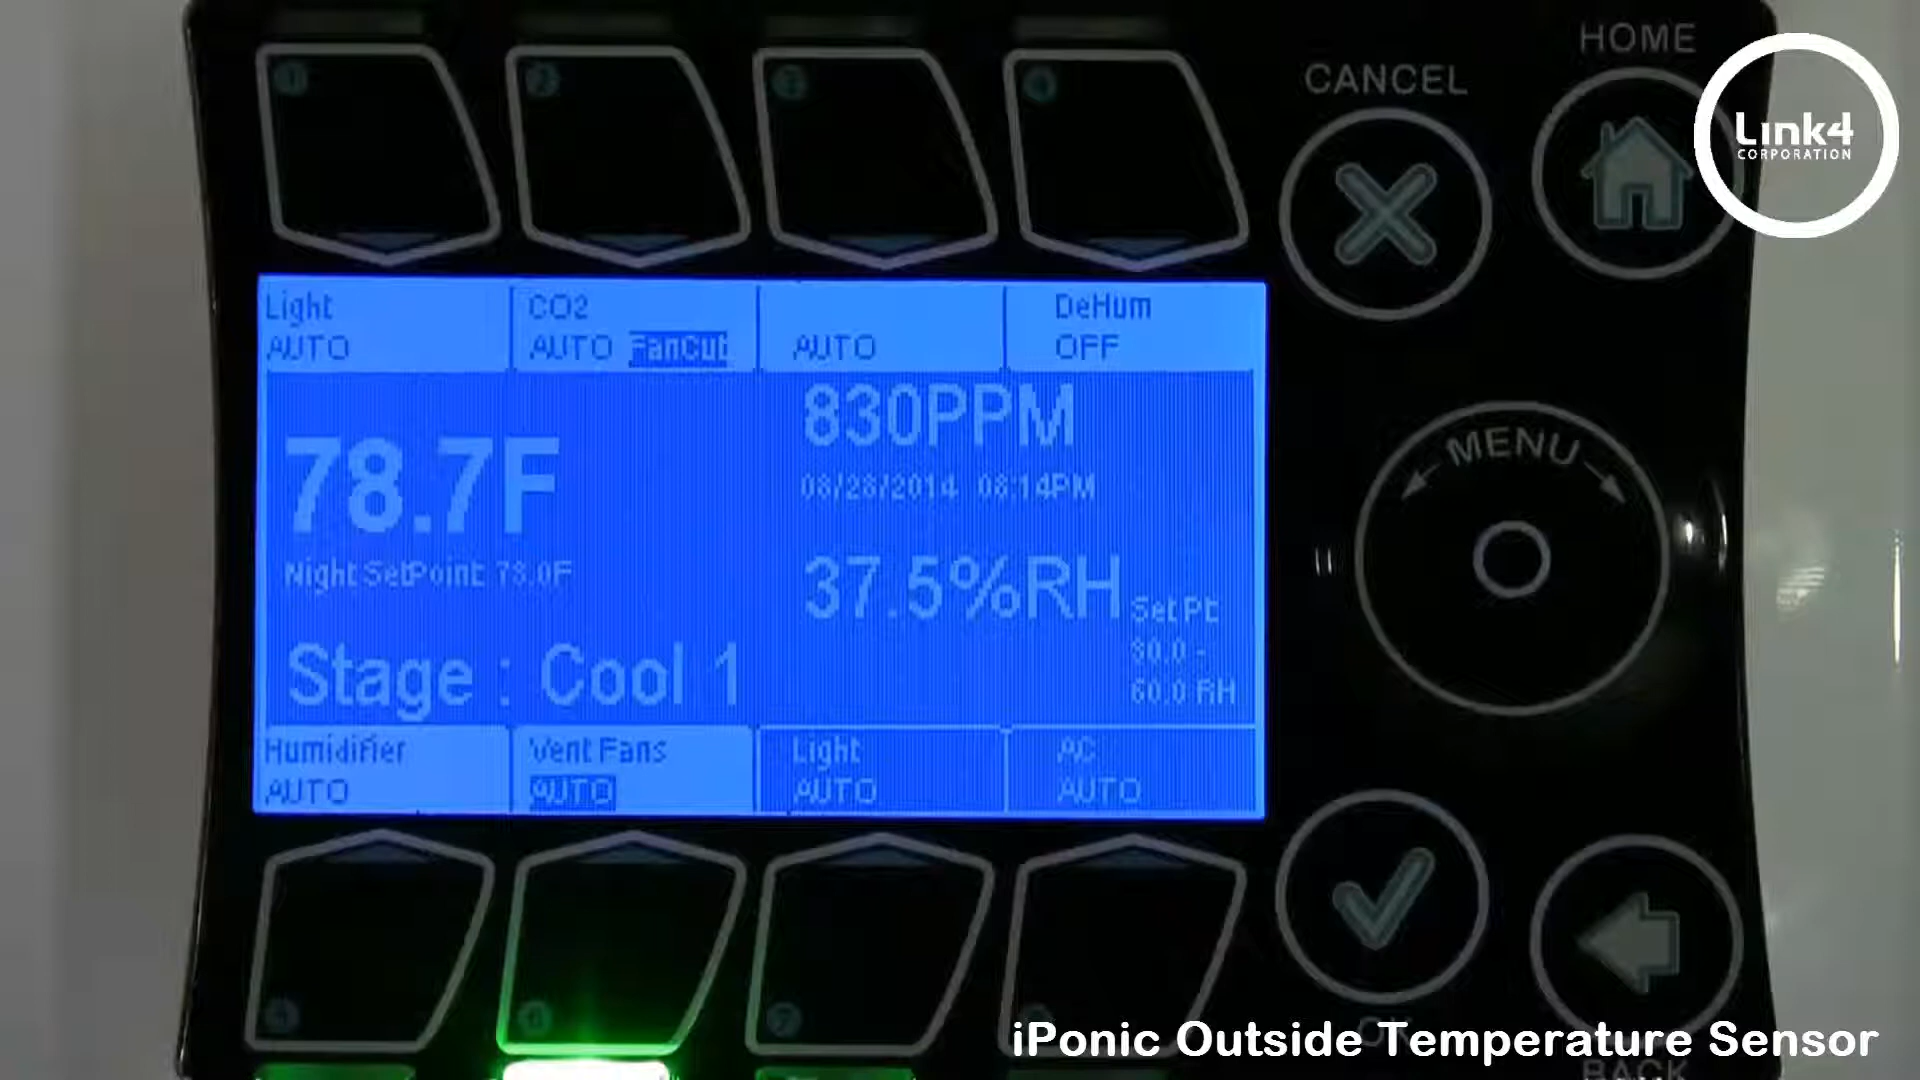 HOME
CANCEL
Link4
CORPORATION
Light
AUTO
CO2
AUTO FanCut
AUTO
DeHum
OFF
830PPM
78.7F
08/28/2014 08:14PM
MENU
Night SetPoint: 78.0F
37.5%RH
Set Pt
60.0 RH
Stage : Cool 1
Humidifier
AUTO
Vent Fans
AUTO
Light
AUTO
AC
AUTO
iPonic Outside Temperature Sensor
BACK